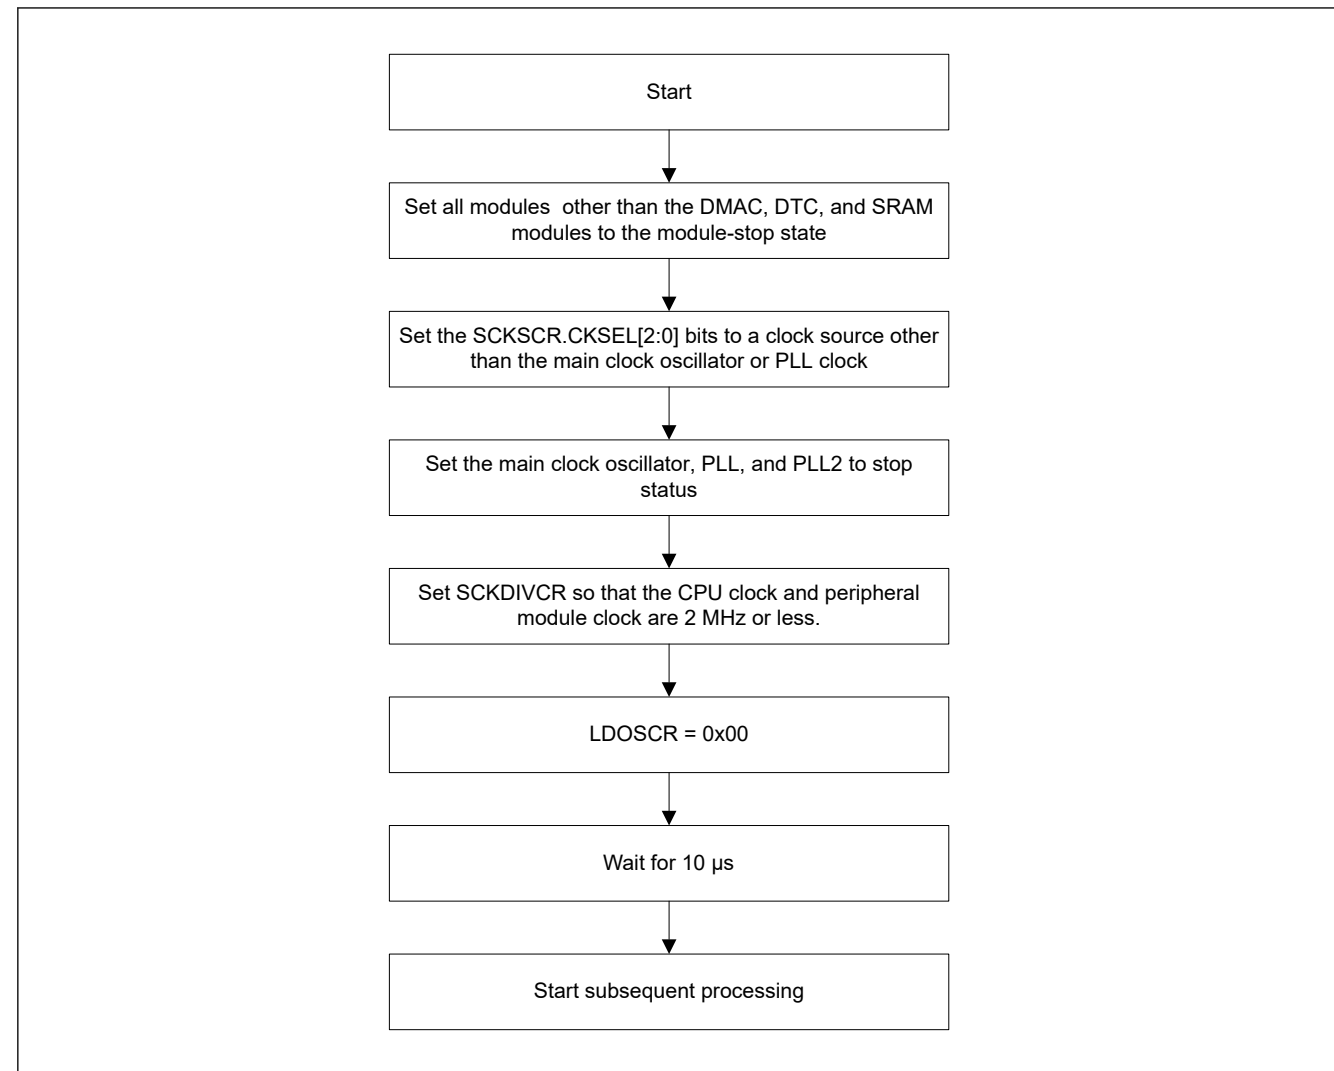 Start
Set all modules  other than the DMAC, DTC, and SRAM
modules to the module-stop state
Set the SCKSCR.CKSEL[2:0] bits to a clock source other
than the main clock oscillator or PLL clock
Set the main clock oscillator, PLL, and PLL2 to stop
status
Set SCKDIVCR so that the CPU clock and peripheral
module clock are 2 MHz or less.
LDOSCR = 0x00
Wait for 10 μs
Start subsequent processing